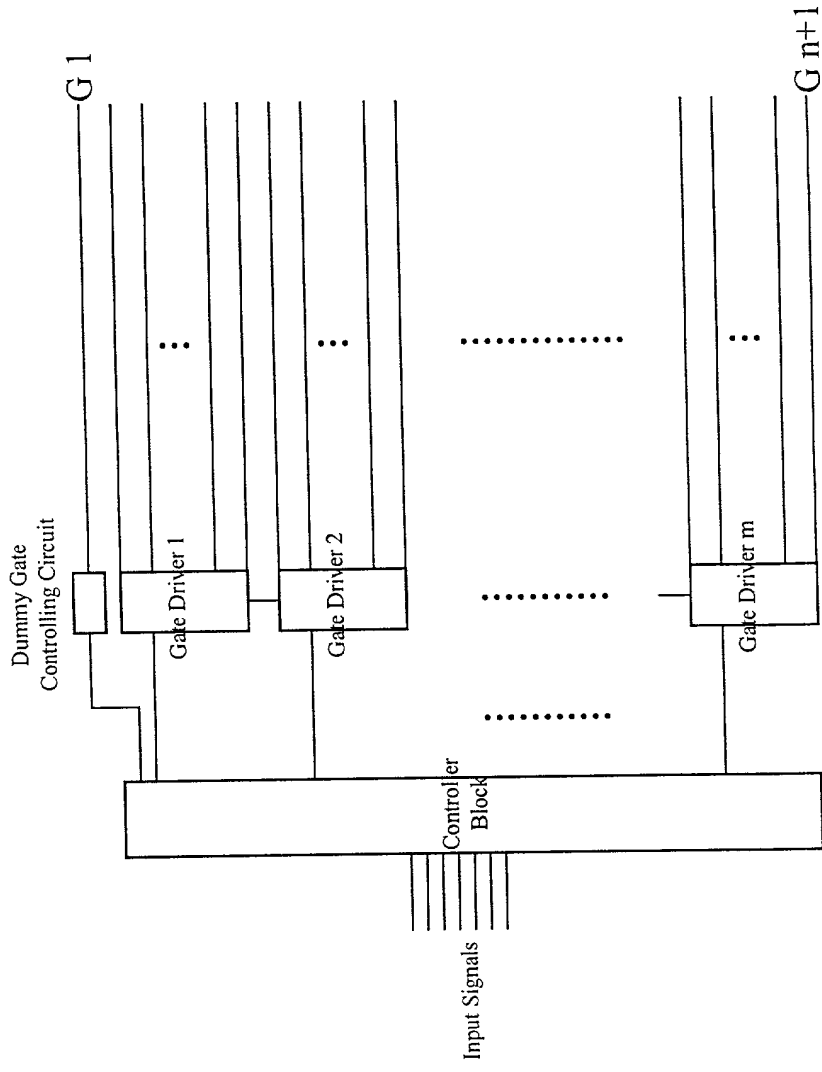 Dummy Gate
Controlling Circuit
G 1
Gate Driver 1
Gate Driver 2
Gate Driver m
G n+1
Controller
Block
Input Signals